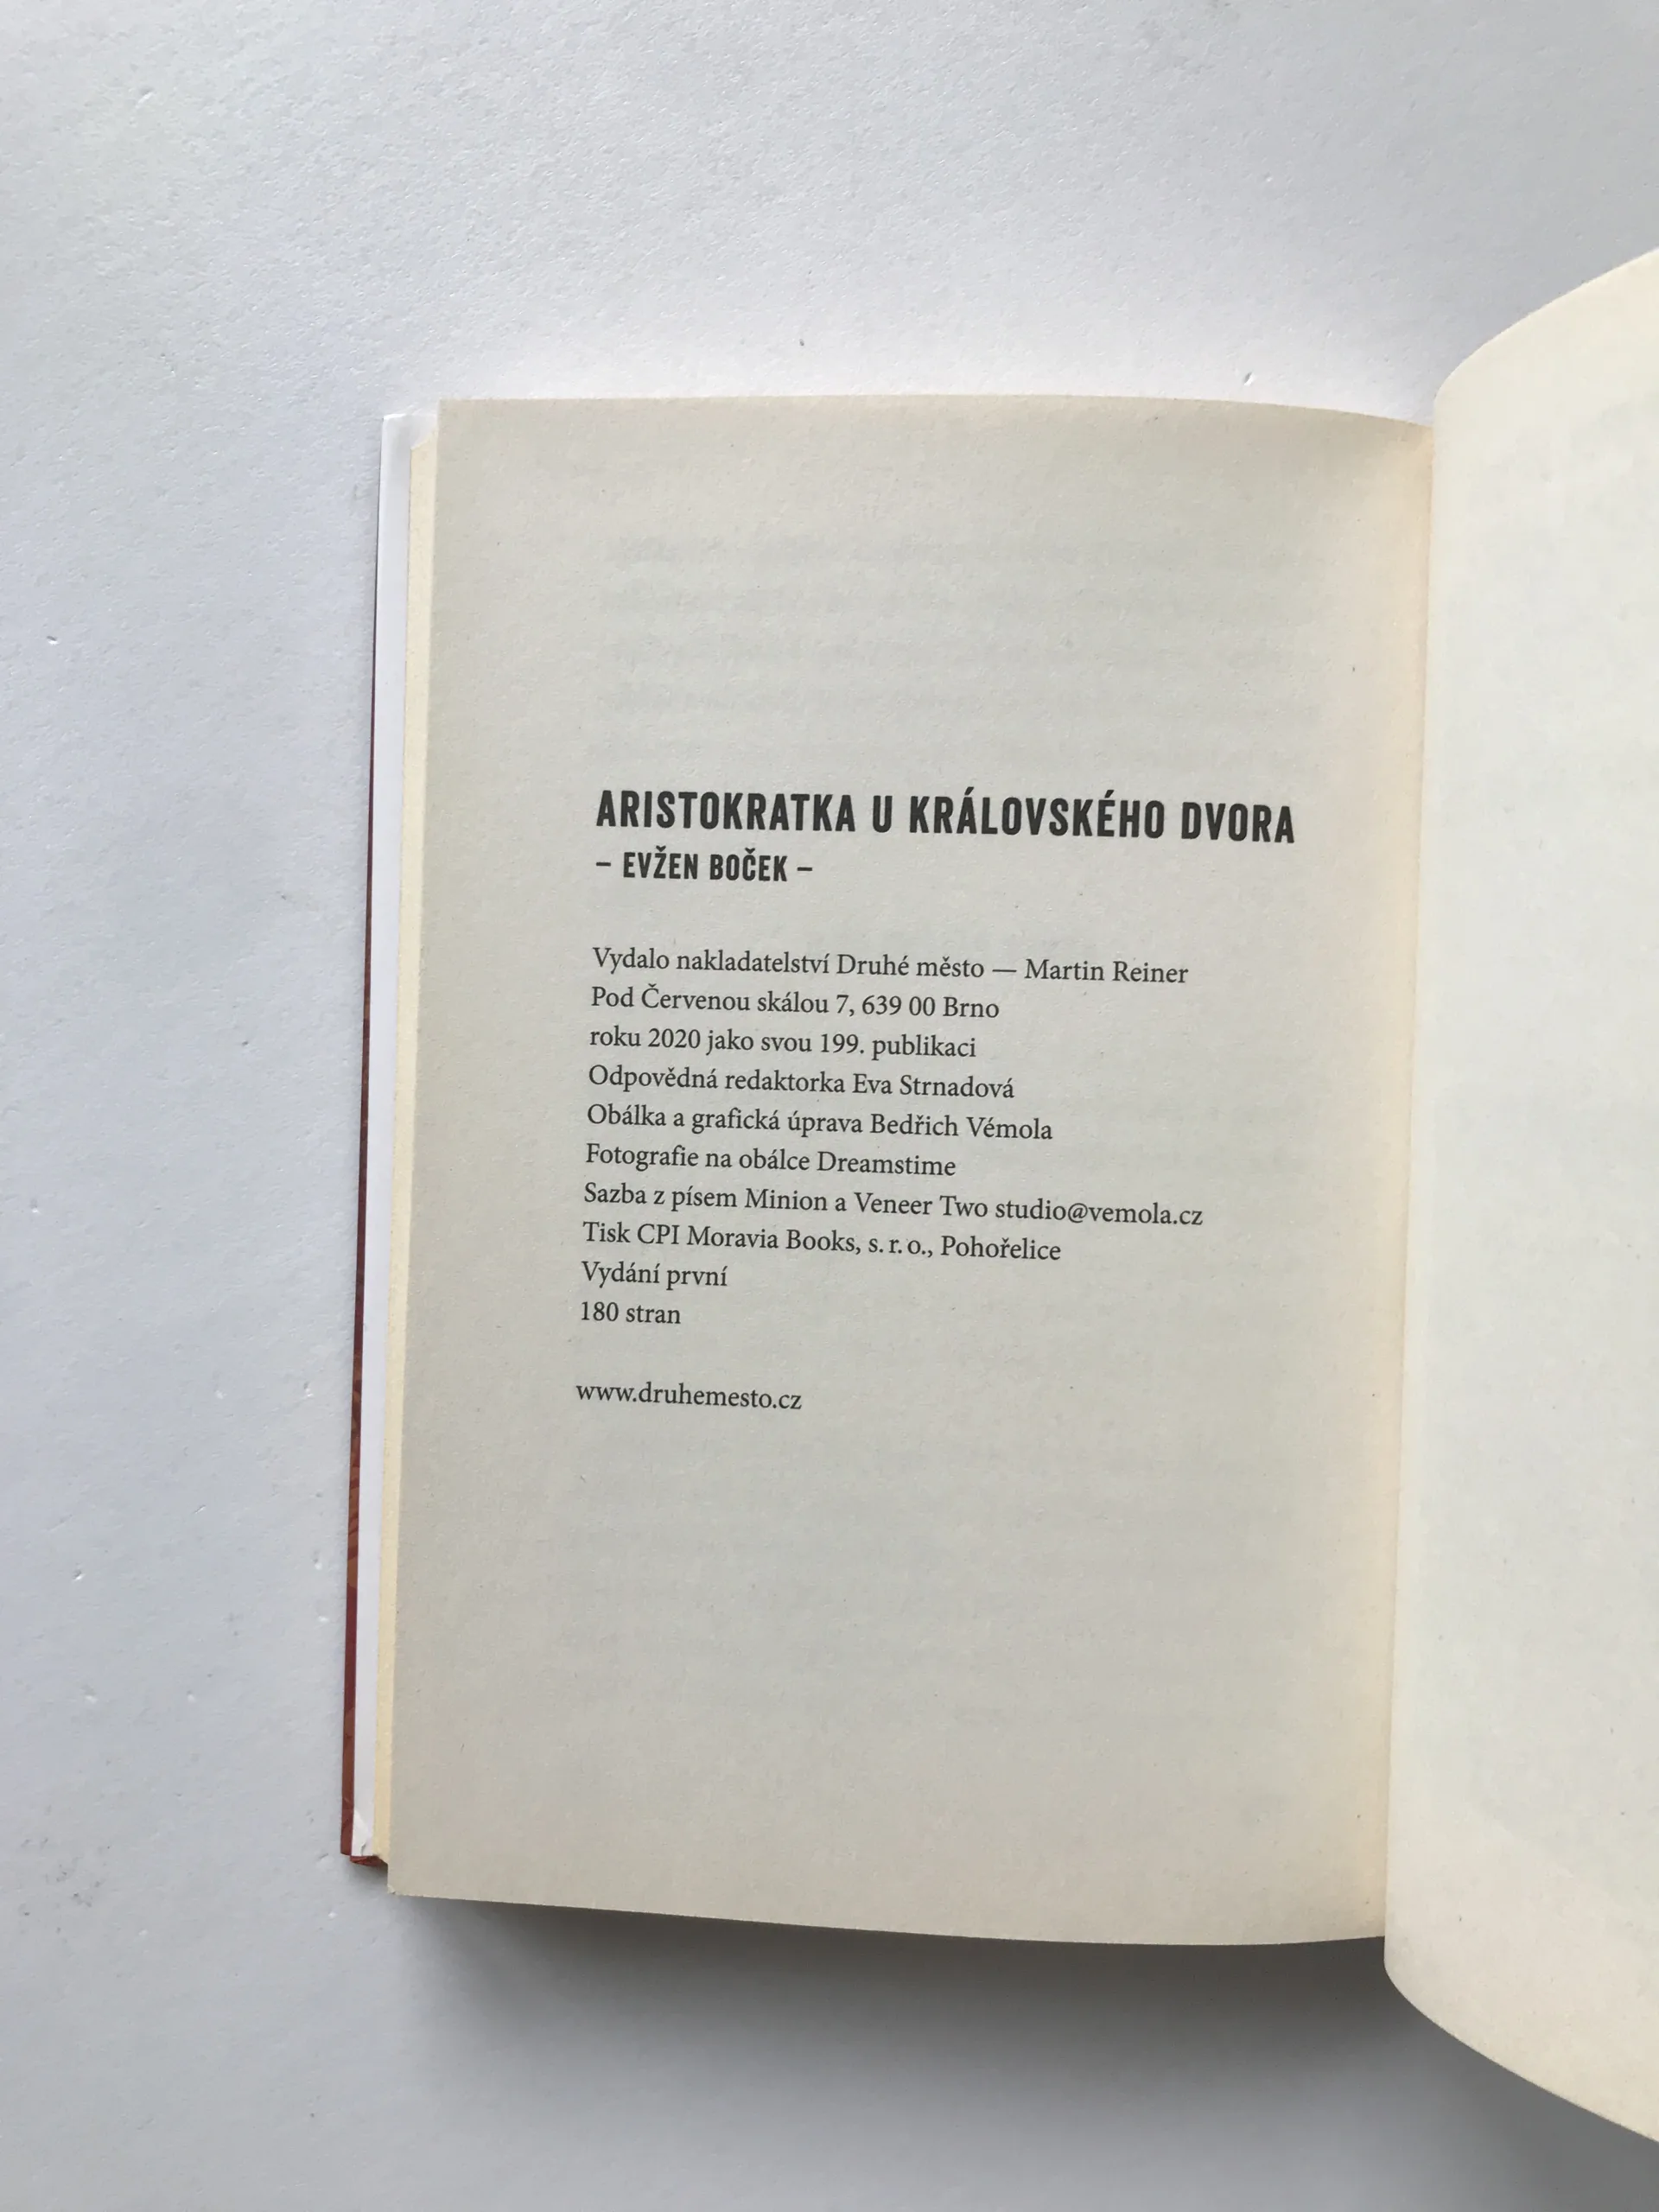 ARISTOKRATKA U KRÁLOVSKÉHO DVORA
– EVŽEN BOČEK –
Vydalo nakladatelství Druhé město — Martin Reiner
Pod Červenou skálou 7, 639 00 Brno
roku 2020 jako svou 199. publikaci
Odpovědná redaktorka Eva Strnadová
Obálka a grafická úprava Bedřich Vémola
Fotografie na obálce Dreamstime
Sazba z písem Minion a Veneer Two studio@vemola.cz
Tisk CPI Moravia Books, s. r. o., Pohořelice
Vydání první
180 stran
www.druhemesto.cz